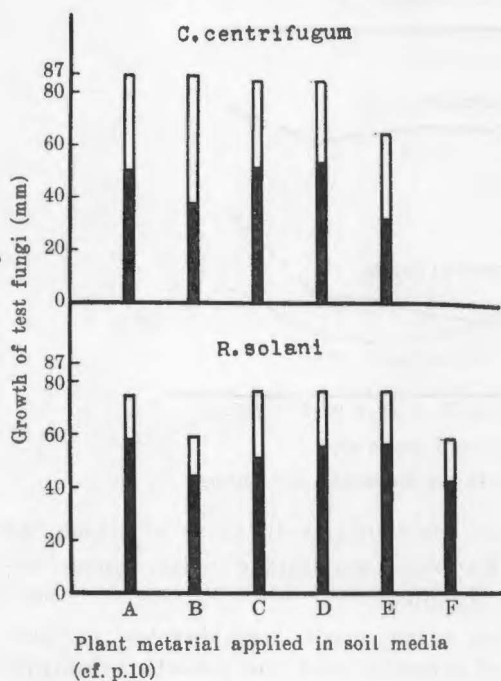 C.centrifugum
87
80
60
40
20
0
R.solani
87
80
60
40
20
0
Growth of test fungi (mm)
A B C D E F
Plant metarial applied in soil media
(cf. p.10)